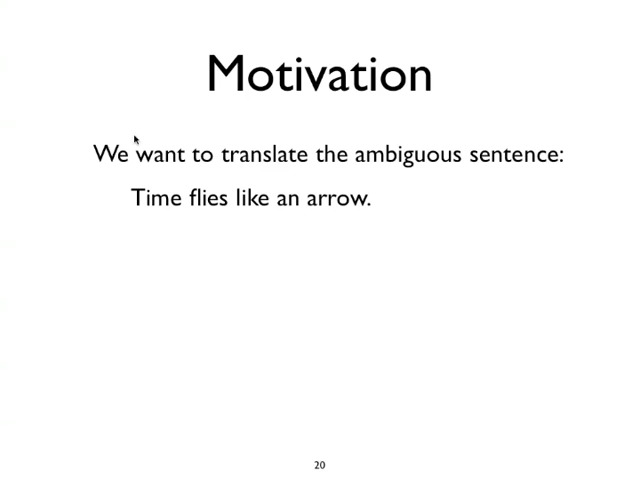 Motivation
We want to translate the ambiguous sentence:
Time flies like an arrow.
20